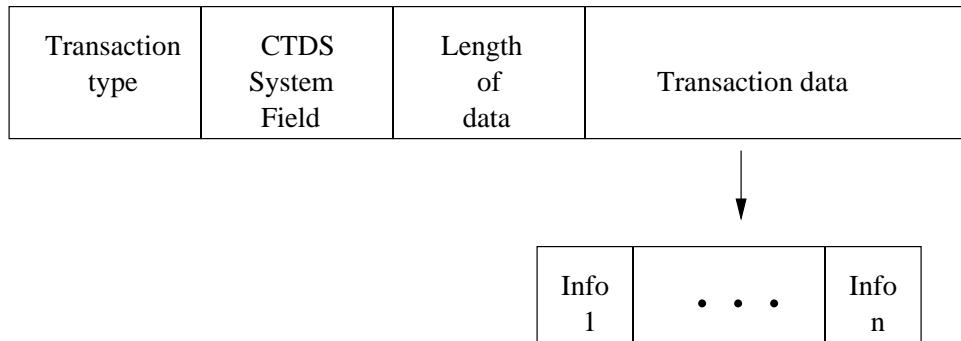 Transaction
type
CTDS
System
Field
Length
of
data
Transaction data
Info
1
. . .
Info
n